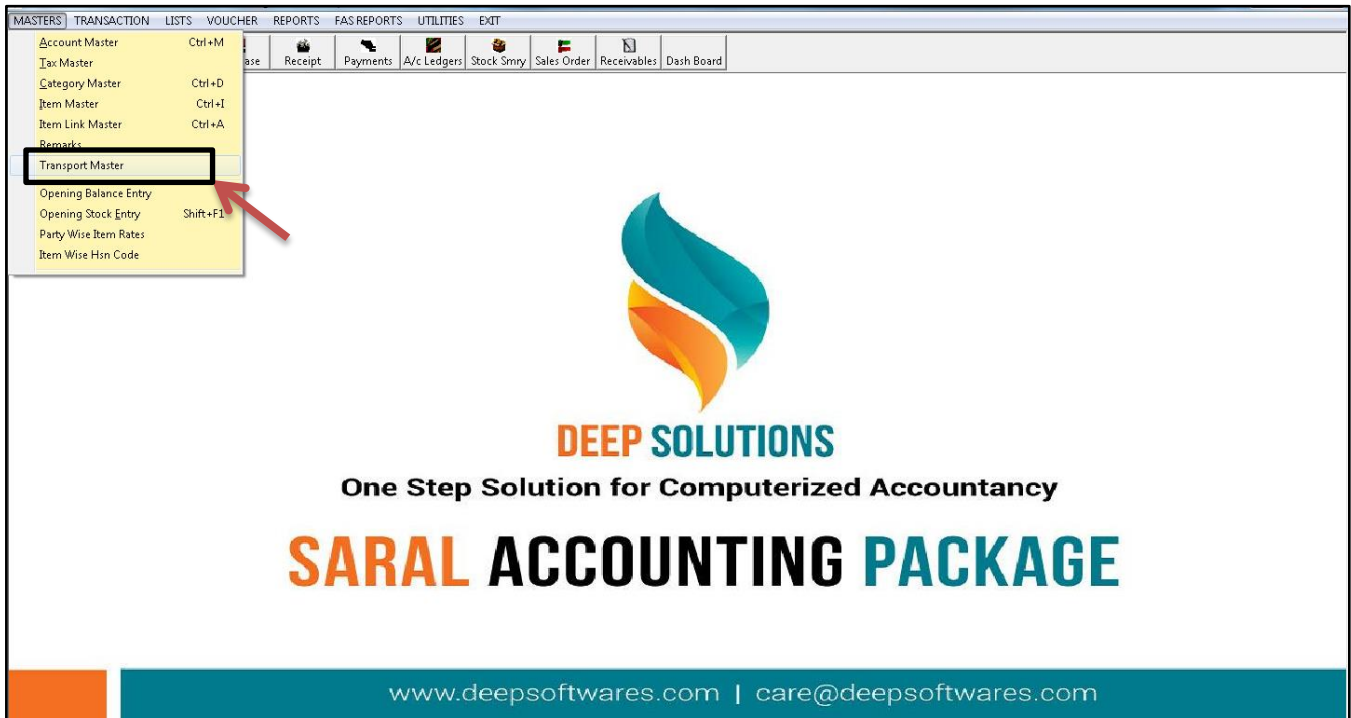 MASTERS TRANSACTION LISTS VOUCHER REPORTS FAS REPORTS UTILITIES EXIT
ase Receipt Payments A/c Ledgers Stock Smry Sales Order Receivables Dash Board
Account Master Ctrl+M
Tax Master
Category Master Ctrl+D
Item Master Ctrl+I
Item Link Master Ctrl+A
Remarks
Transport Master
Opening Balance Entry
Opening Stock Entry Shift+F1
Party Wise Item Rates
Item Wise Hsn Code
DEEP SOLUTIONS
One Step Solution for Computerized Accountancy
SARAL ACCOUNTING PACKAGE
www.deepsoftwares.com | care@deepsoftwares.com